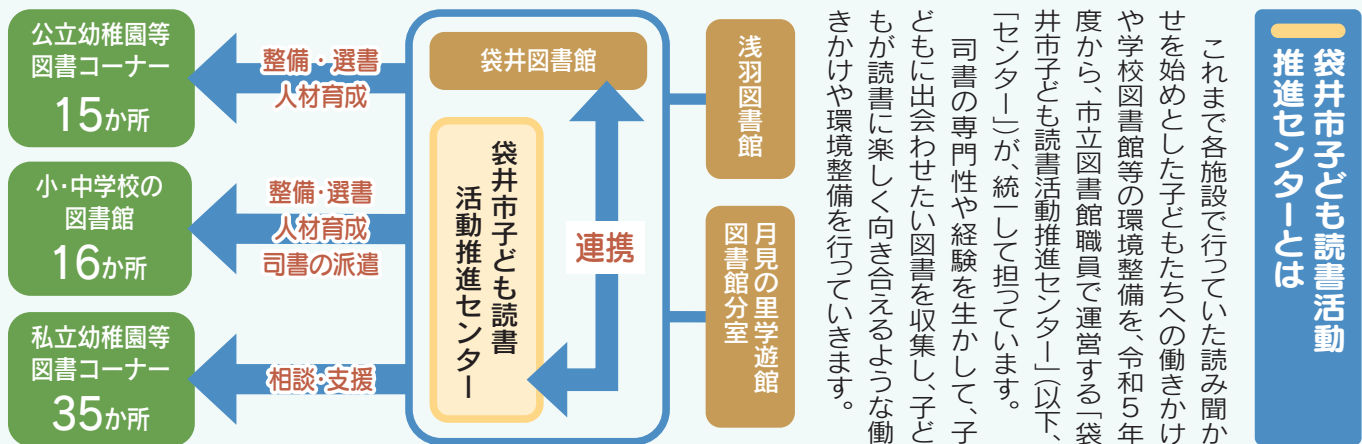 袋井市子ども読書活動
推進センターとは
これまで各施設で行っていた読み聞か
せを始めとした子どもたちへの働きかけ
や学校図書館等の環境整備を、令和5年
度から、市立図書館職員で運営する「袋
井市子ども読書活動推進センター」(以下、
「センター」)が、統一して担っています。
司書の専門性や経験を生かして、子
どもに出会わせたい図書を収集し、子ど
もが読書に楽しく向き合えるような働
きかけや環境整備を行っていきます。
浅羽図書館
月見の里学遊館
図書館分室
袋井図書館
連携
袋井市子ども読書
活動推進センター
整備・選書
人材育成
公立幼稚園等
図書コーナー
15か所
整備・選書
人材育成
司書の派遣
小・中学校の
図書館
16か所
相談・支援
私立幼稚園等
図書コーナー
35か所